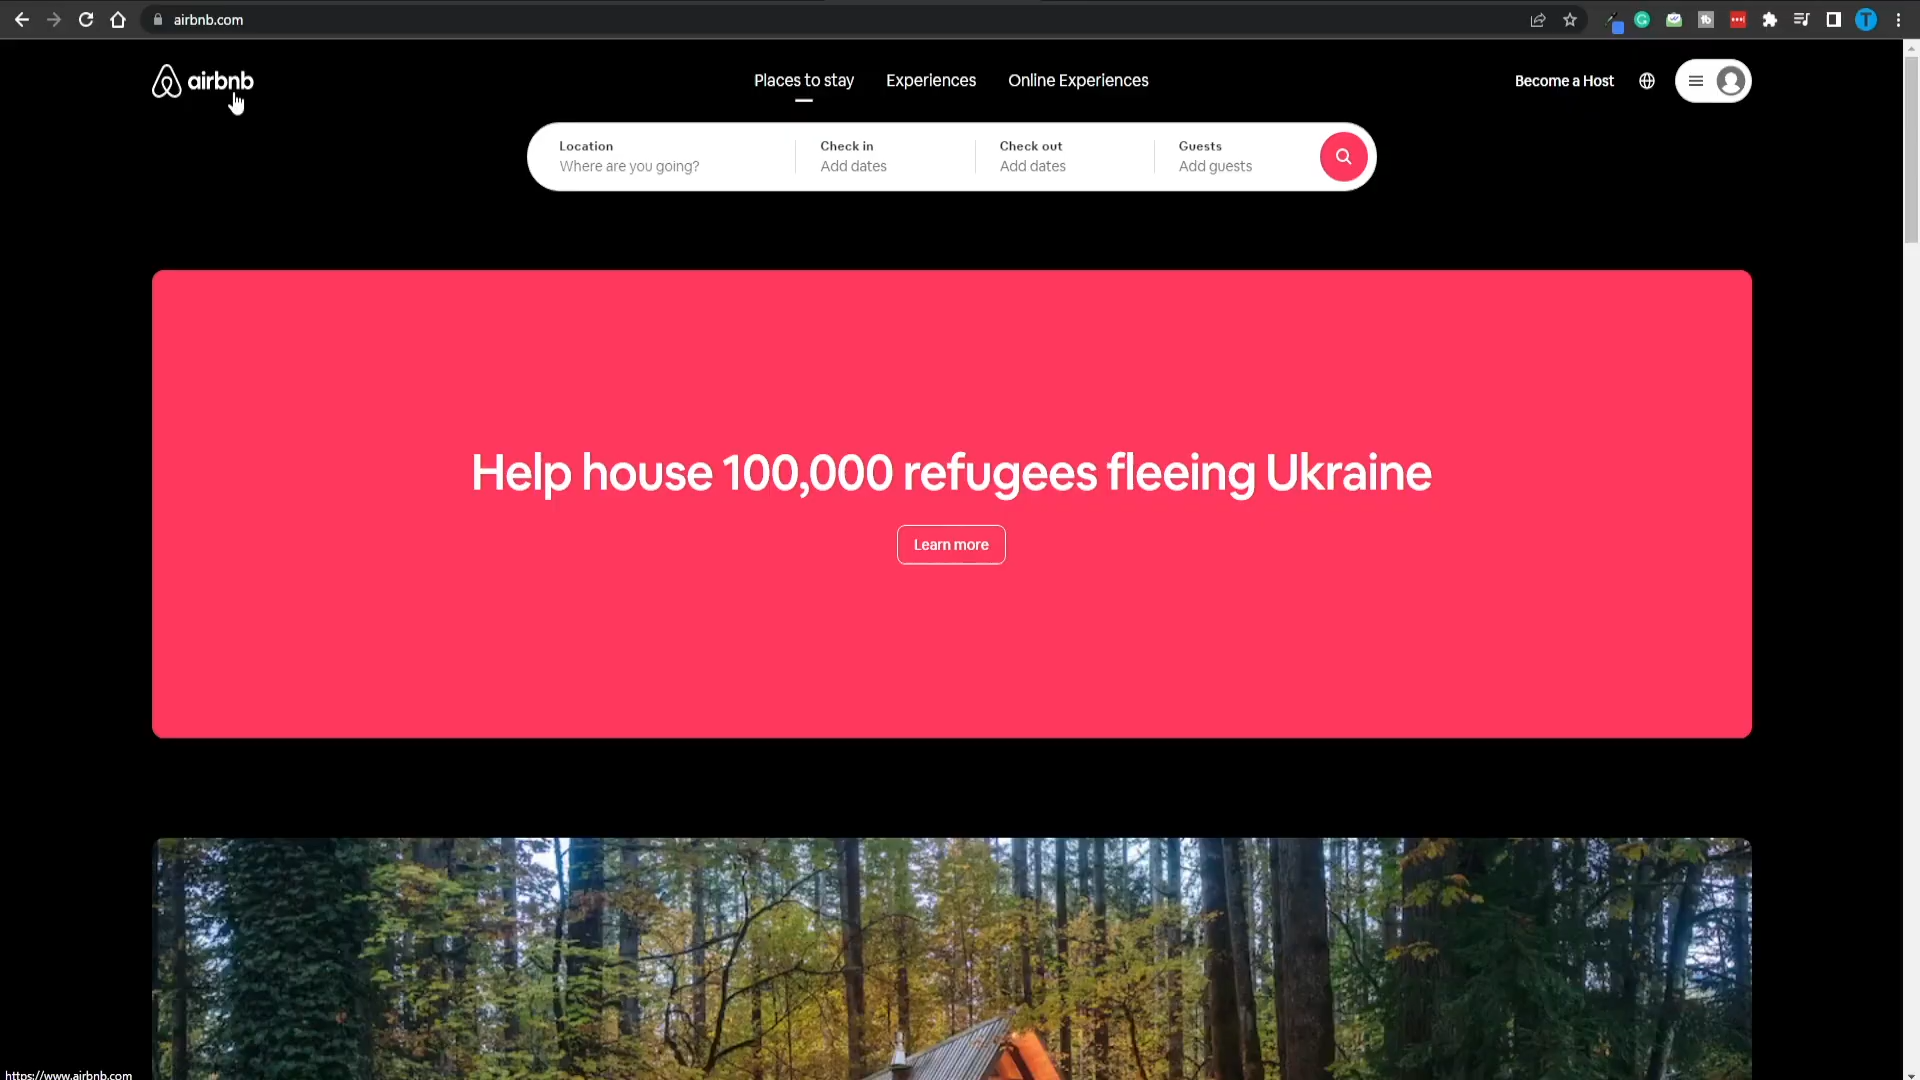 airbnb.com
airbnb
Places to stay
Experiences
Online Experiences
Become a Host
Location
Where are you going?
Check in
Add dates
Check out
Add dates
Guests
Add guests
Help house 100,000 refugees fleeing Ukraine
Learn more
https://www.airbnb.com